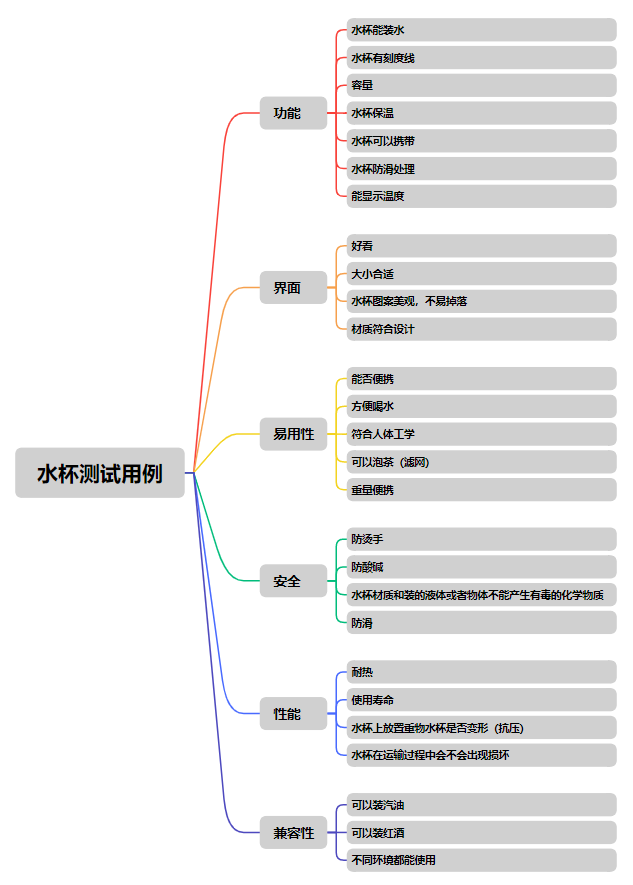 水杯测试用例
功能
水杯能装水
水杯有刻度线
容量
水杯保温
水杯可以携带
水杯防滑处理
能显示温度
界面
好看
大小合适
水杯图案美观，不易掉落
材质符合设计
易用性
能否便携
方便喝水
符合人体工学
可以泡茶（滤网）
重量便携
安全
防烫手
防酸碱
水杯材质和装的液体或者物体不能产生有毒的化学物质
防滑
性能
耐热
使用寿命
水杯上放置重物水杯是否变形（抗压）
水杯在运输过程中会不会出现损坏
兼容性
可以装汽油
可以装红酒
不同环境都能使用